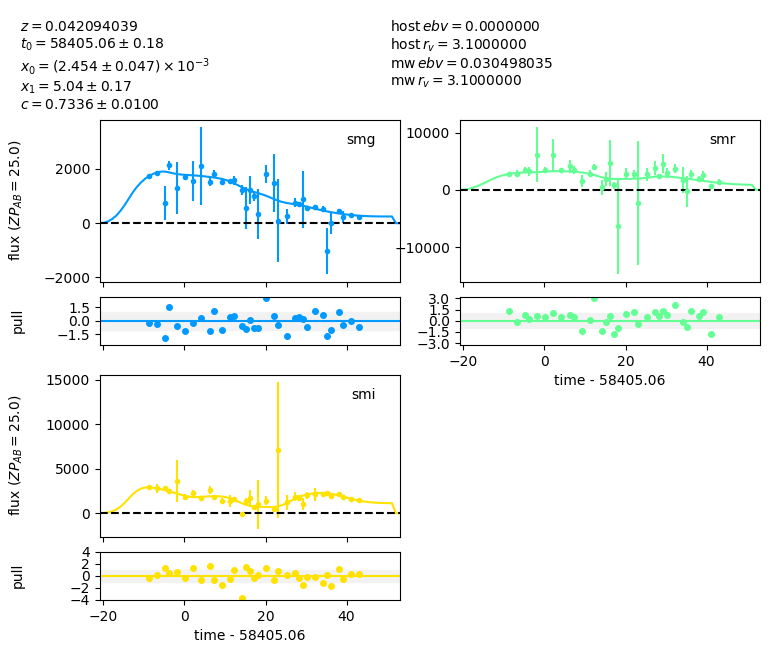 z = 0.042094039
t₀ = 58405.06 ± 0.18
x₀ = (2.454 ± 0.047) × 10⁻³
x₁ = 5.04 ± 0.17
c = 0.7336 ± 0.0100
host ebv = 0.0000000
host r_v = 3.1000000
mw ebv = 0.030498035
mw r_v = 3.1000000
smg
flux (ZP_AB = 25.0)
2000
0
−2000
smr
10000
0
−10000
pull
1.5
0.0
−1.5
3.0
1.5
0.0
−1.5
−3.0
−20 0 20 40
time - 58405.06
smi
flux (ZP_AB = 25.0)
15000
10000
5000
0
pull
4
2
0
−2
−4
−20 0 20 40
time - 58405.06